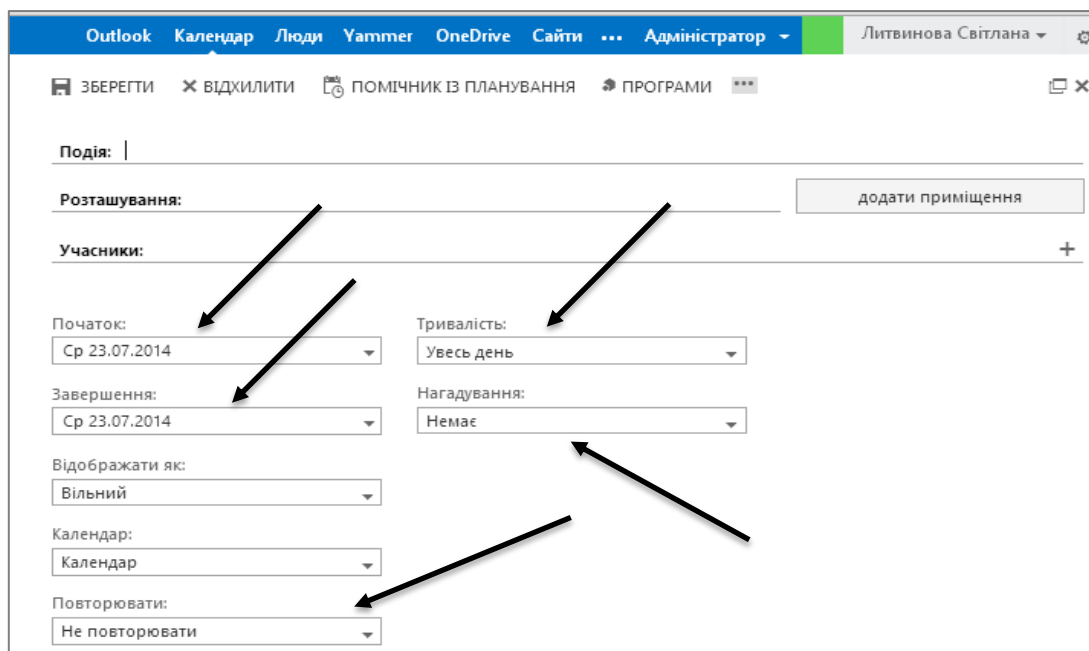 Outlook Календар Люди Yammer OneDrive Сайти ... Адміністратор Литвинова Світлана
ЗБЕРЕГТИ ВІДХИЛИТИ ПОМІЧНИК ІЗ ПЛАНУВАННЯ ПРОГРАМИ ...
Подія:
Розташування: додати приміщення
Учасники: +
Початок: Тривалість:
Ср 23.07.2014 Увесь день
Завершення: Нагадування:
Ср 23.07.2014 Немає
Відображати як:
Вільний
Календар:
Календар
Повторювати:
Не повторювати